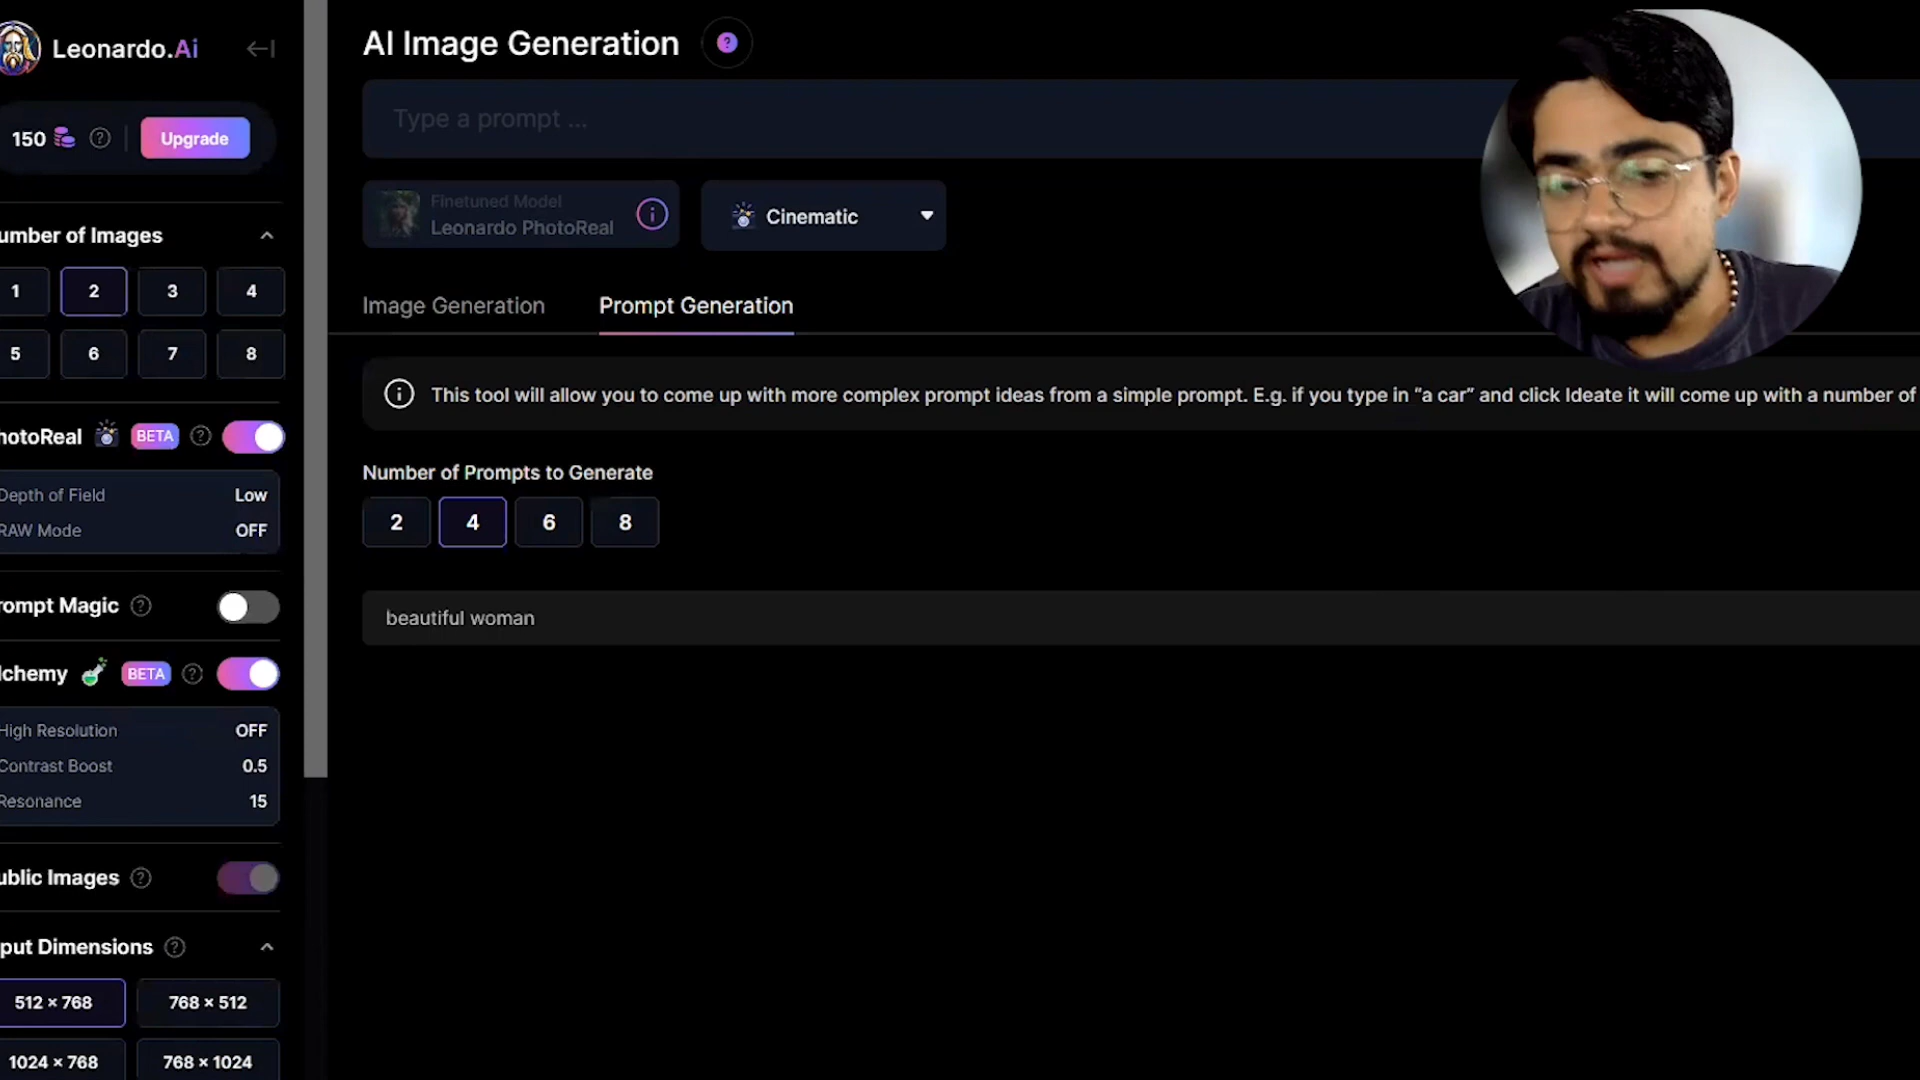 Leonardo.Ai
150
Upgrade
umber of Images
1 2 3 4
5 6 7 8
hotoReal BETA
Depth of Field Low
RAW Mode OFF
rompt Magic
lchemy BETA
High Resolution OFF
Contrast Boost 0.5
Resonance 15
ublic Images
put Dimensions
512 × 768 768 × 512
1024 × 768 768 × 1024
AI Image Generation ?
Type a prompt ...
Finetuned Model
Leonardo PhotoReal
Cinematic
Image Generation Prompt Generation
This tool will allow you to come up with more complex prompt ideas from a simple prompt. E.g. if you type in “a car” and click Ideate it will come up with a number of
Number of Prompts to Generate
2 4 6 8
beautiful woman